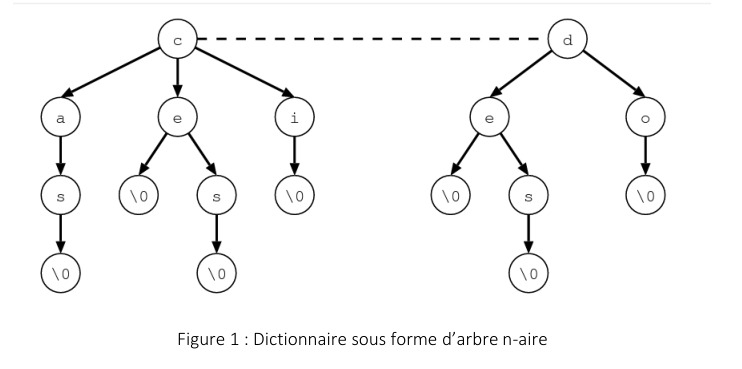 c d
a e i e o
s \0 s \0 \0 s \0
\0 \0 \0
Figure 1 : Dictionnaire sous forme d’arbre n-aire